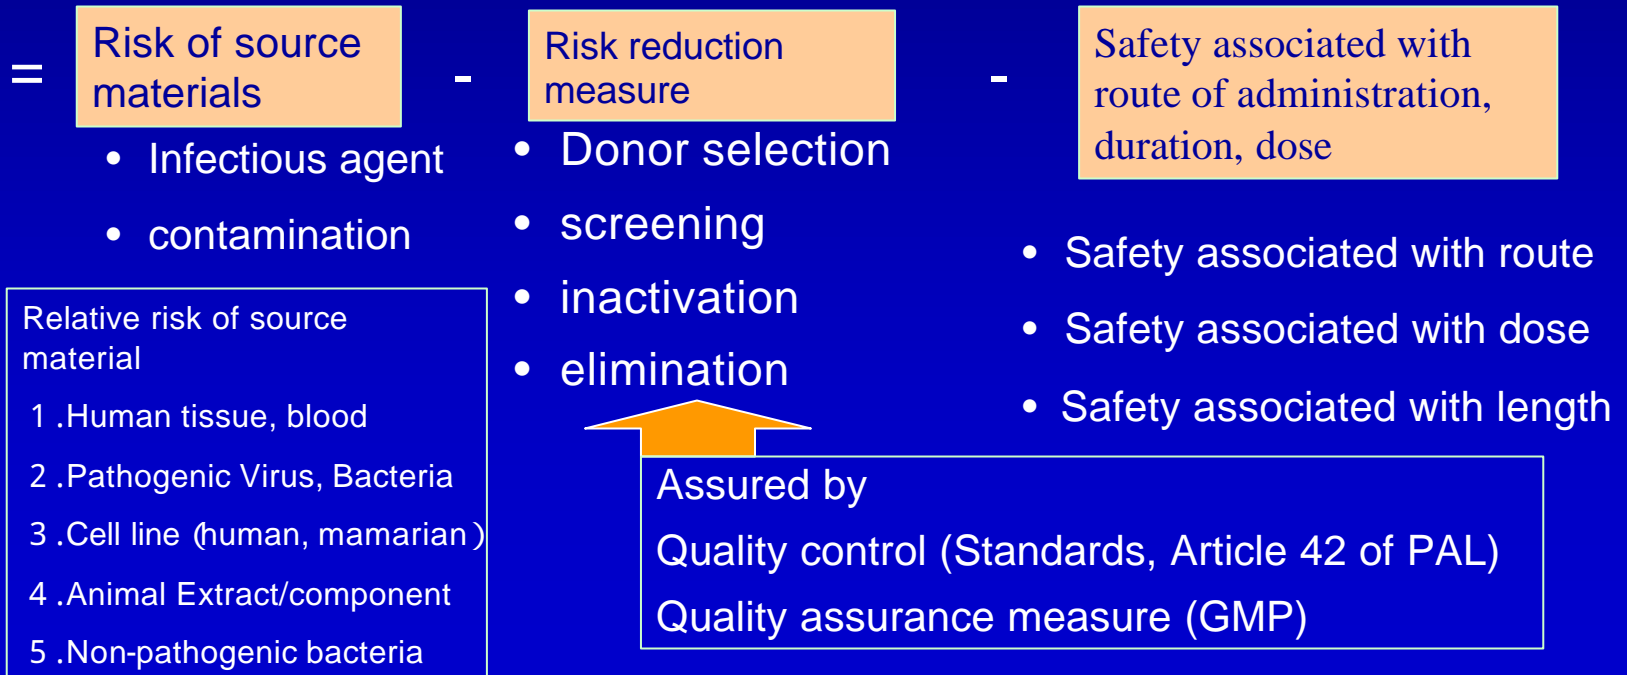 =
Risk of source
materials
-
Risk reduction
measure
-
Safety associated with
route of administration,
duration, dose
• Infectious agent
• contamination
• Donor selection
• screening
• inactivation
• elimination
• Safety associated with route
• Safety associated with dose
• Safety associated with length
Relative risk of source
material
1.Human tissue, blood
2.Pathogenic Virus, Bacteria
3.Cell line (human, mamarian)
4.Animal Extract/component
5.Non-pathogenic bacteria
Assured by
Quality control (Standards, Article 42 of PAL)
Quality assurance measure (GMP)